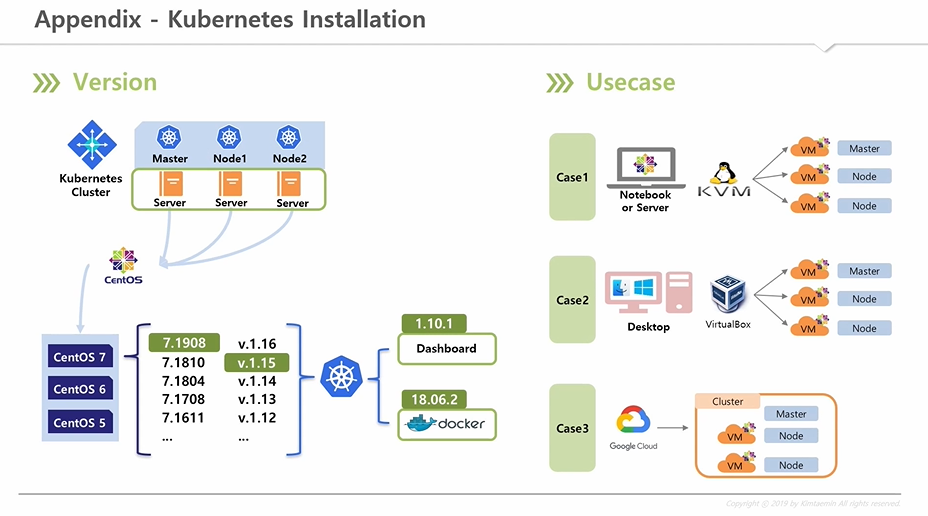 Appendix - Kubernetes Installation
Version
Master
Node1
Node2
Kubernetes
Cluster
Server
Server
Server
CentOS
CentOS 7
CentOS 6
CentOS 5
7.1908
7.1810
7.1804
7.1708
7.1611
...
v.1.16
v.1.15
v.1.14
v.1.13
v.1.12
...
1.10.1
Dashboard
18.06.2
docker
Usecase
Case1
Notebook
or Server
KVM
VM
Master
VM
Node
VM
Node
Case2
Desktop
VirtualBox
VM
Master
VM
Node
VM
Node
Case3
Google Cloud
Cluster
Master
VM
Node
VM
Node
Copyright ⓒ 2019 by Kimtaemin All rights reserved.